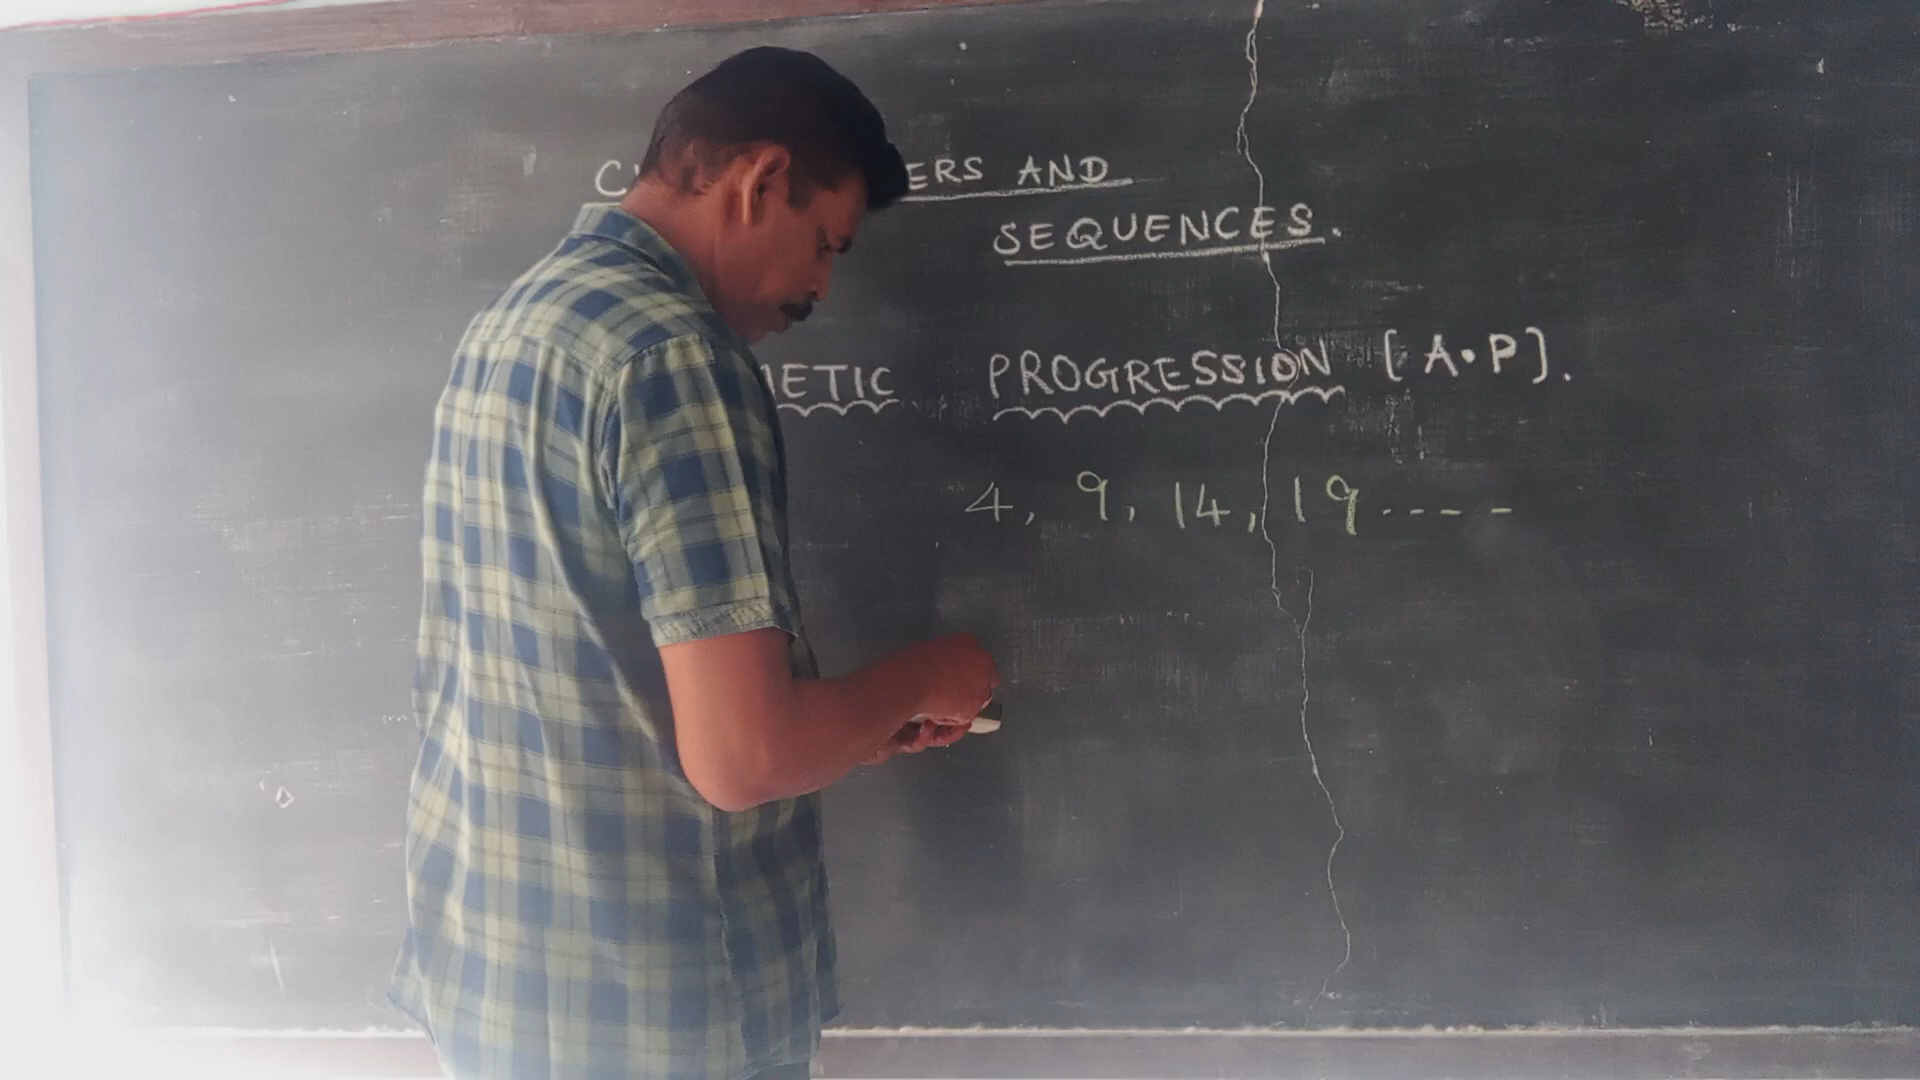 ERS AND
SEQUENCES.
METIC PROGRESSION [A.P].
4, 9, 14, 19.----